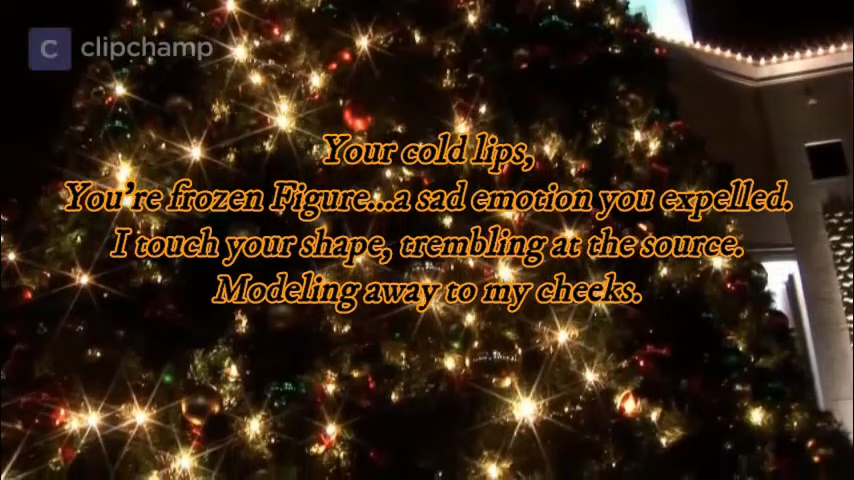 C clipchamp
Your cold lips,
You're frozen Figure...a sad emotion you expelled.
I touch your shape, trembling at the source.
Modeling away to my cheeks.